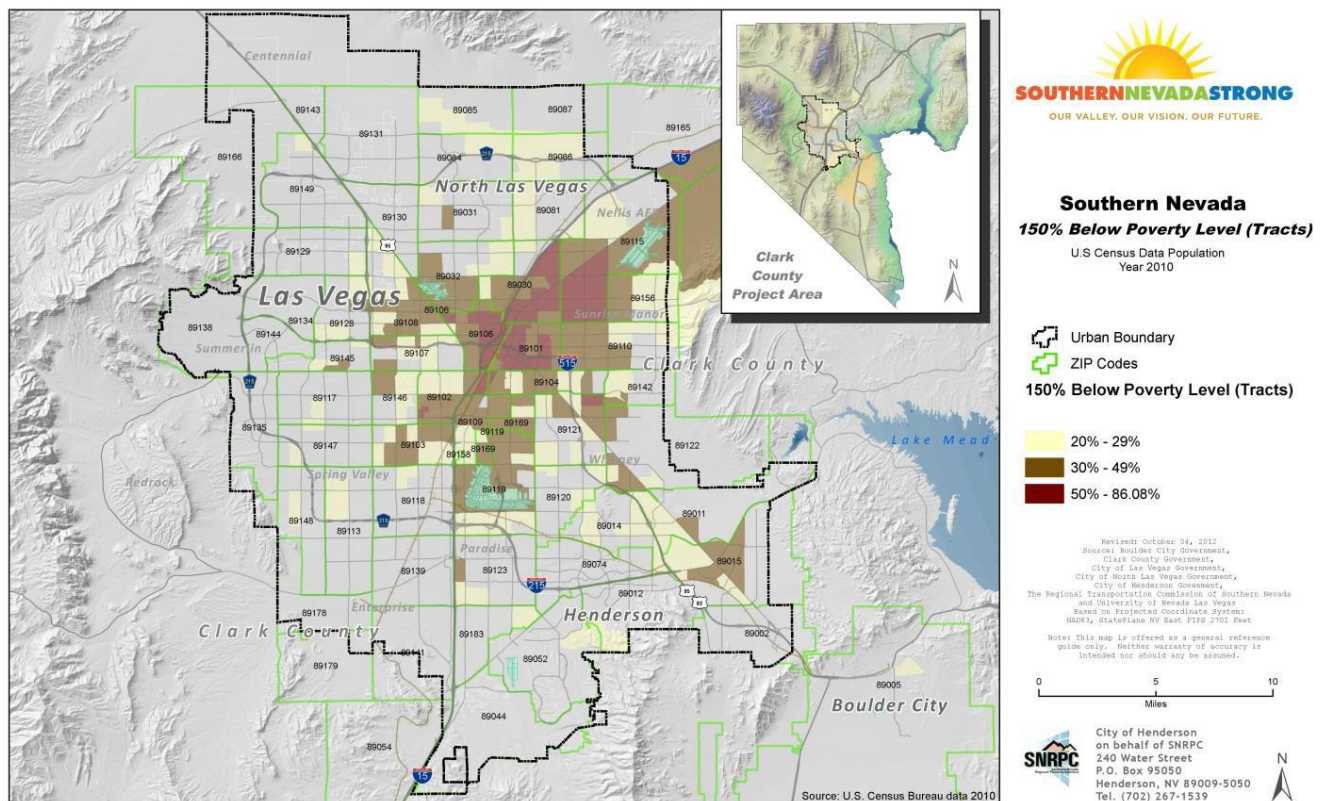 Centennial
89143
89085
89087
89131
89165
89166
89084
215
89086
15
89149
North Las Vegas
89130
89031
89081
Nellis AFB
95
89115
89129
89032
89030
Las Vegas
89156
89106
Sunrise Manor
89138
89134
89128
89108
89106
89144
Summerlin
89107
89101
89110
Clark County
89145
515
215
89104
89142
89117
89146
89102
89135
89109
89169
89121
89122
Lake Mead
89119
89147
89103
89158
89169
Whitney
Spring Valley
Redrock
89118
89119
89120
89148
215
89113
89014
89011
Paradise
89139
89123
89074
89015
215
89012
95
93
89178
Enterprise
Henderson
Clark County
89183
89002
89179
89141
89052
89005
89044
Boulder City
89054
15
Source: U.S. Census Bureau data 2010
Clark
County
Project Area
N
SOUTHERNNEVADASTRONG
OUR VALLEY. OUR VISION. OUR FUTURE.
Southern Nevada
150% Below Poverty Level (Tracts)
U.S Census Data Population
Year 2010
Urban Boundary
ZIP Codes
150% Below Poverty Level (Tracts)
20% - 29%
30% - 49%
50% - 86.08%
Revised: October 04, 2012
Source: Boulder City Government,
Clark County Government,
City of Las Vegas Government,
City of North Las Vegas Government,
City of Henderson Government,
The Regional Transportation Commission of Southern Nevada
and University of Nevada Las Vegas
Based on Projected Coordinate System:
NAD83, StatePlane NV East FIPS 2701 Feet
Note: This map is offered as a general reference
guide only. Neither warranty of accuracy is
intended nor should any be assumed.
0 5 10
Miles
SNRPC
City of Henderson
on behalf of SNRPC
240 Water Street
P.O. Box 95050
Henderson, NV 89009-5050
Tel. (702) 267-1539
N